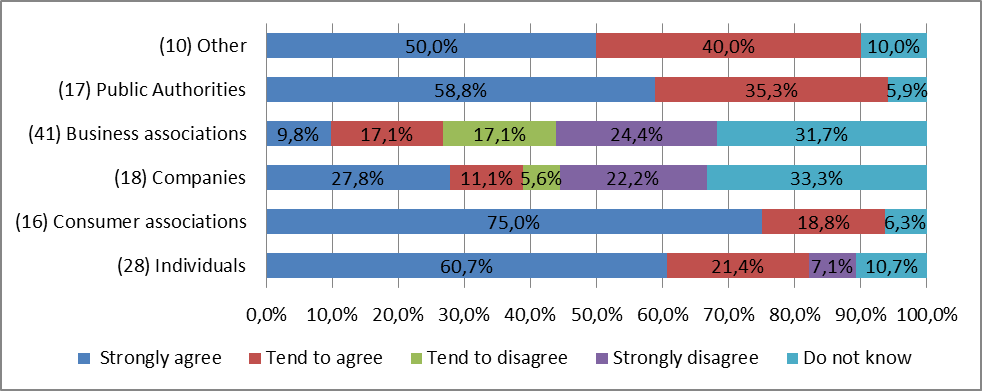 (10) Other 50,0% 40,0% 10,0%
(17) Public Authorities 58,8% 35,3% 5,9%
(41) Business associations 9,8% 17,1% 17,1% 24,4% 31,7%
(18) Companies 27,8% 11,1% 5,6% 22,2% 33,3%
(16) Consumer associations 75,0% 18,8% 6,3%
(28) Individuals 60,7% 21,4% 7,1% 10,7%
0,0% 10,0% 20,0% 30,0% 40,0% 50,0% 60,0% 70,0% 80,0% 90,0% 100,0%
Strongly agree Tend to agree Tend to disagree Strongly disagree Do not know